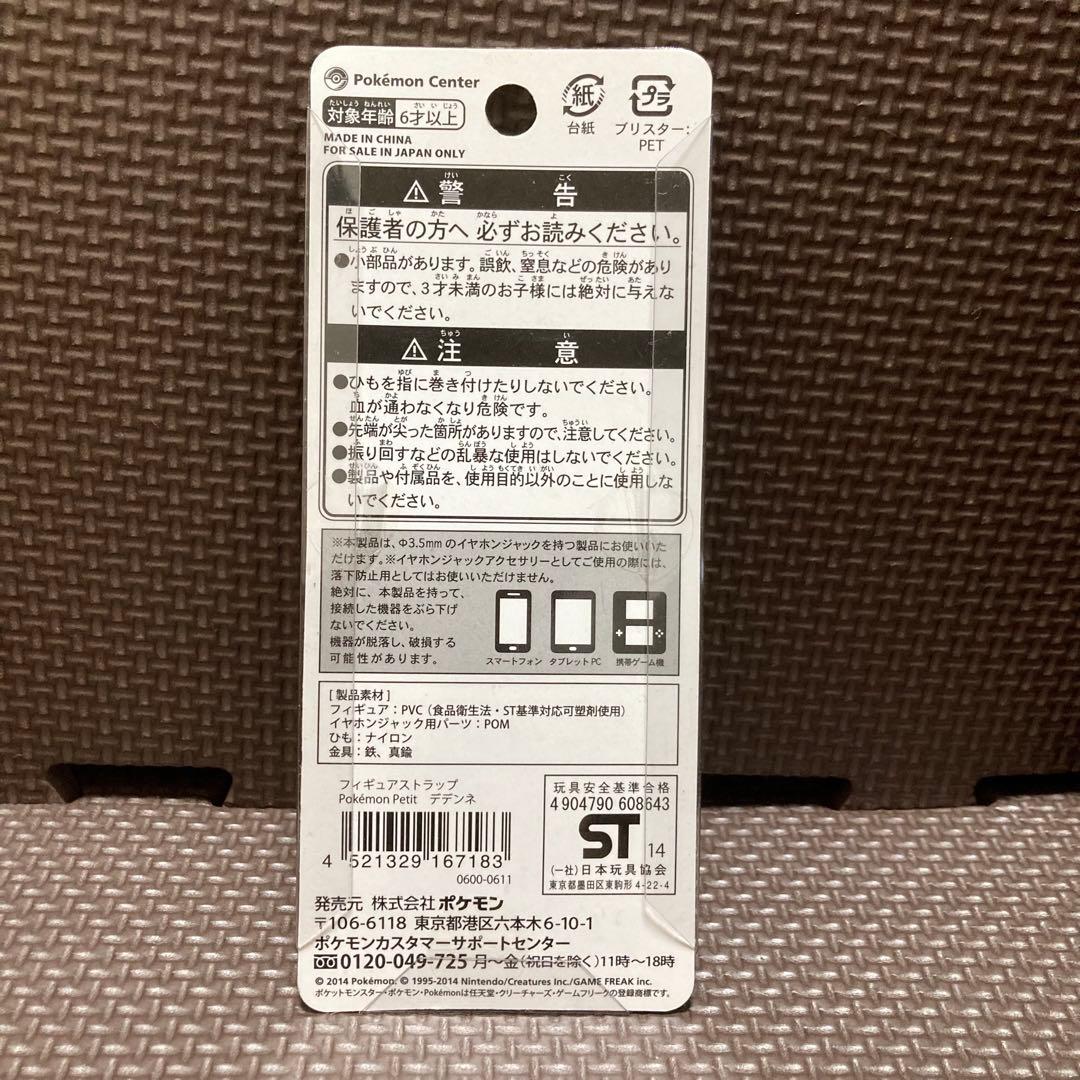 Pokémon Center
対象年齢 6才以上
MADE IN CHINA
FOR SALE IN JAPAN ONLY
紙
台紙
プラ
ブリスター:
PET
警告
保護者の方へ 必ずお読みください。
●小部品があります。誤飲、窒息などの危険があり
ますので、3才未満のお子様には絶対に与えな
いでください。
注意
●ひもを指に巻き付けたりしないでください。
血が通わなくなり危険です。
●先端が尖った箇所がありますので、注意してください。
●振り回すなどの乱暴な使用はしないでください。
●製品や付属品を、使用目的以外のことに使用しな
いでください。
※本製品は、Φ3.5mmのイヤホンジャックを持つ製品にお使いいた
だけます。※イヤホンジャックアクセサリーとしてご使用の際には、
落下防止用としてはお使いいただけません。
絶対に、本製品を持って、
接続した機器をぶら下げ
ないでください。
機器が脱落し、破損する
可能性があります。
スマートフォン タブレットPC 携帯ゲーム機
[製品素材]
フィギュア：PVC（食品衛生法・ST基準対応可塑剤使用）
イヤホンジャック用パーツ：POM
ひも：ナイロン
金具：鉄、真鍮
フィギュアストラップ
Pokémon Petit デデンネ
4 521329 167183
0600-0611
玩具安全基準合格
4 904790 608643
ST 14
(一社)日本玩具協会
東京都墨田区東駒形4-22-4
発売元 株式会社ポケモン
〒106-6118 東京都港区六本木6-10-1
ポケモンカスタマーサポートセンター
0120-049-725 月〜金(祝日を除く)11時〜18時
© 2014 Pokémon. © 1995-2014 Nintendo/Creatures Inc./GAME FREAK inc.
ポケットモンスター・ポケモン・Pokémonは任天堂・クリーチャーズ・ゲームフリークの登録商標です。